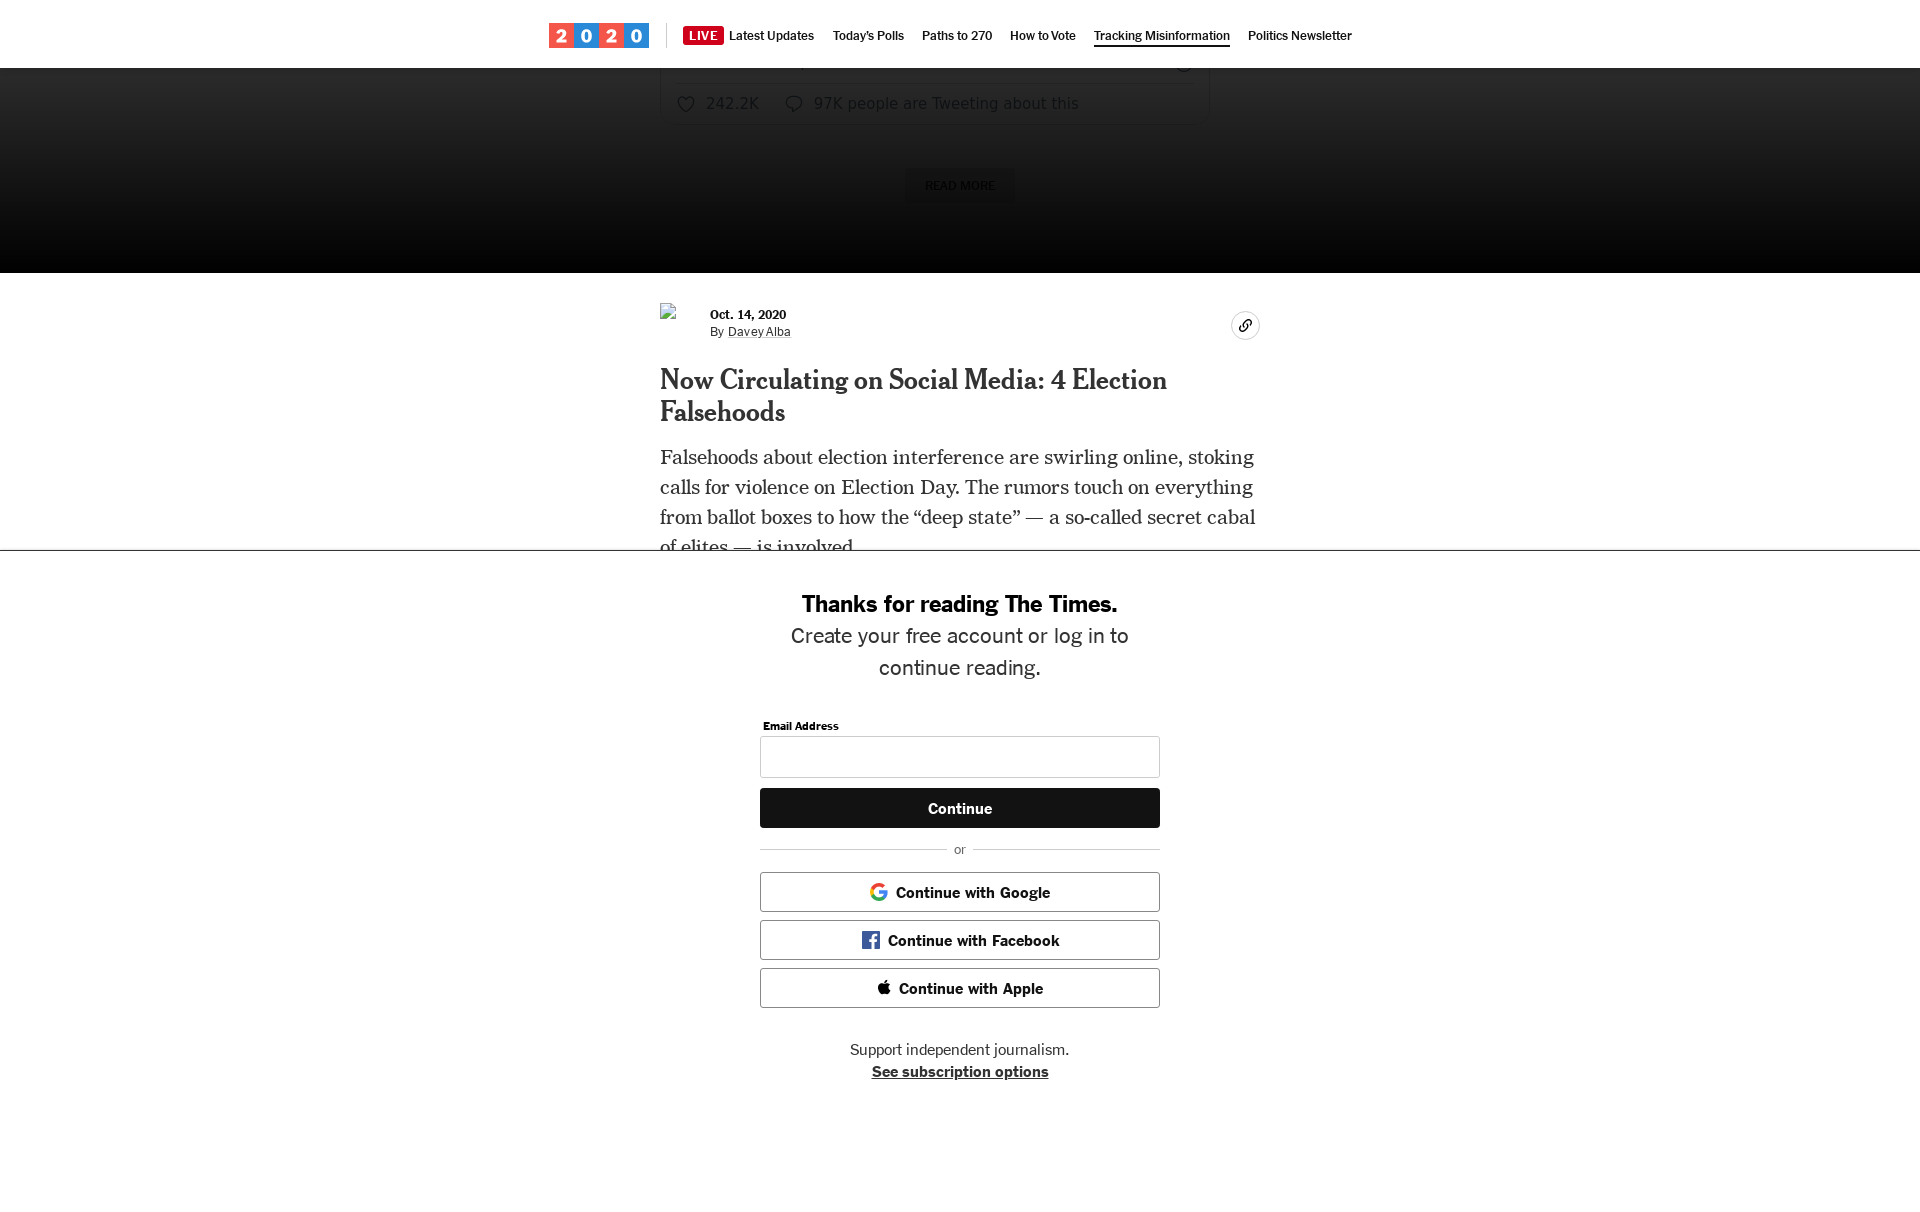 2020
LIVE Latest Updates Today's Polls Paths to 270 How to Vote Tracking Misinformation Politics Newsletter
242.2K 97K people are Tweeting about this
READ MORE
Oct. 14, 2020
By Davey Alba
Now Circulating on Social Media: 4 Election
Falsehoods
Falsehoods about election interference are swirling online, stoking
calls for violence on Election Day. The rumors touch on everything
from ballot boxes to how the “deep state” — a so-called secret cabal
of elites — is involved.
Thanks for reading The Times.
Create your free account or log in to
continue reading.
Email Address
Continue
or
Continue with Google
Continue with Facebook
Continue with Apple
Support independent journalism.
See subscription options